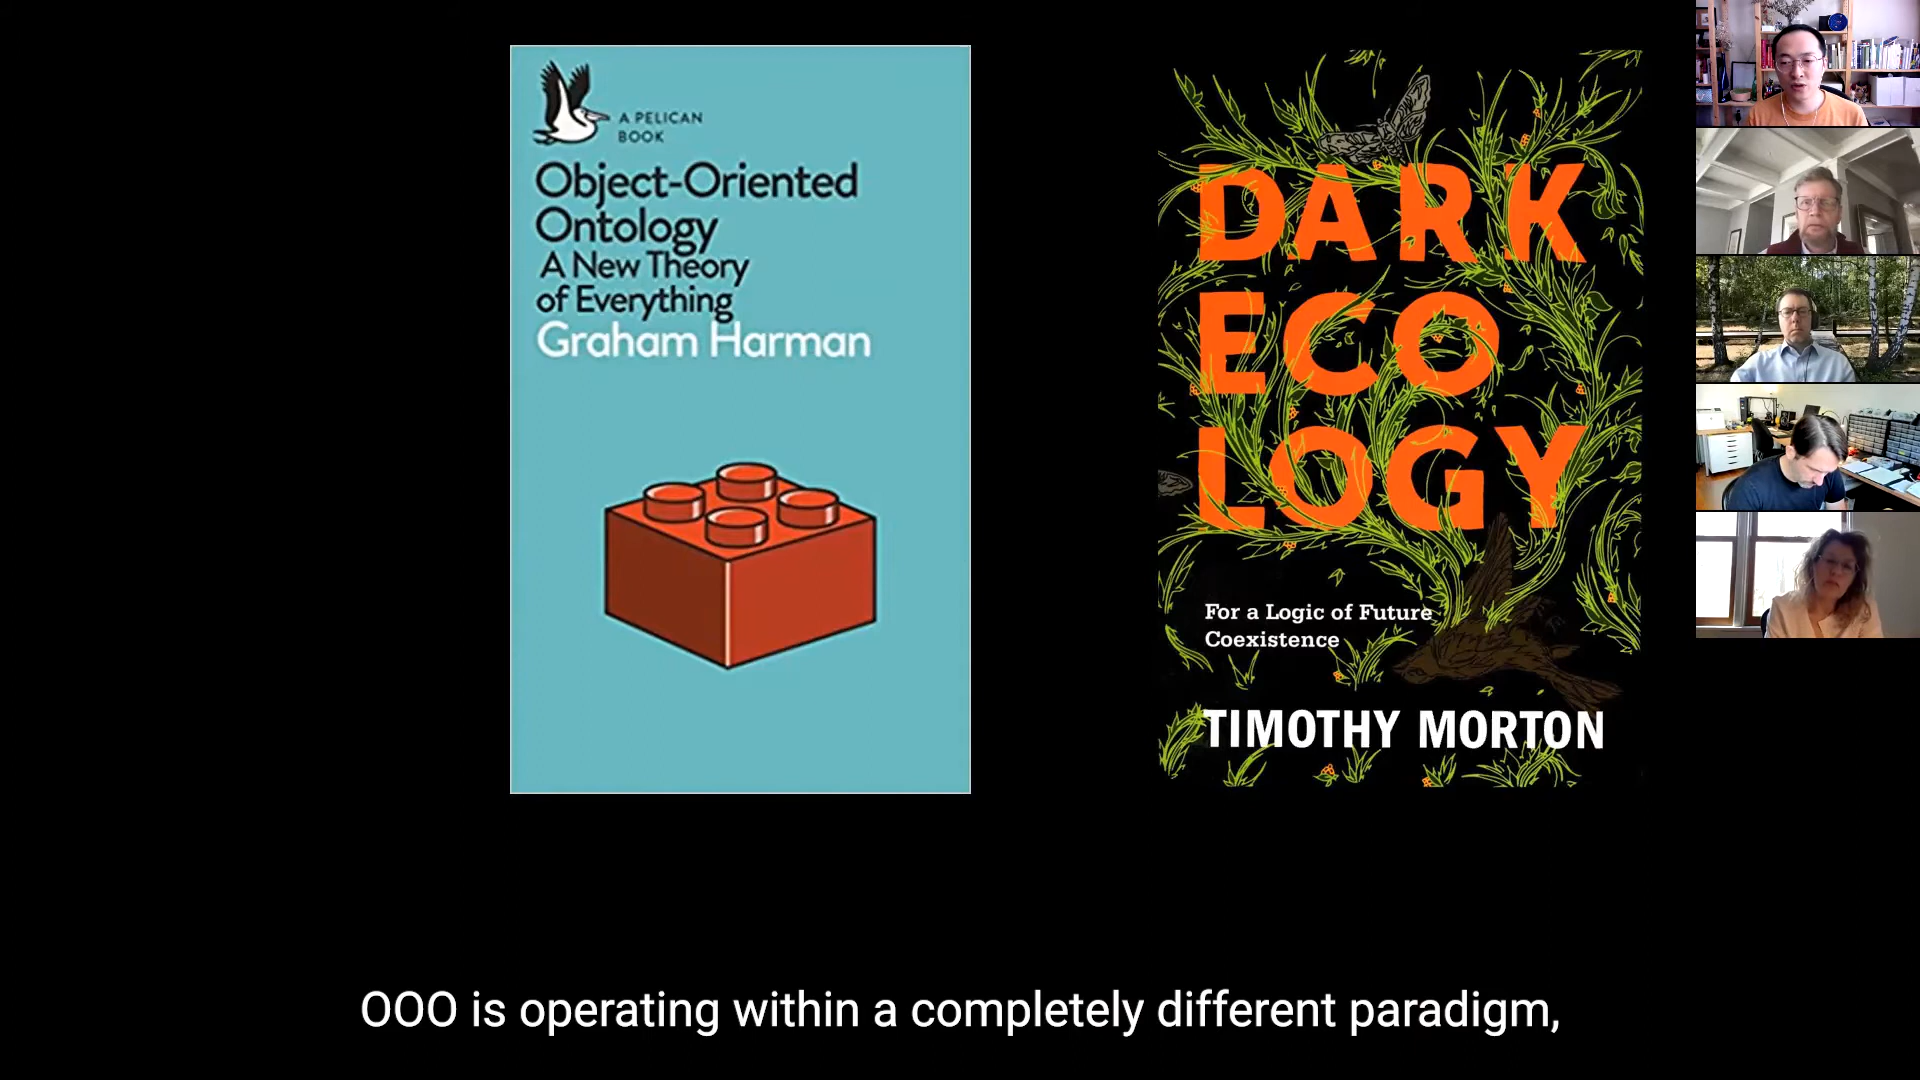 A PELICAN
BOOK
Object-Oriented
Ontology
A New Theory
of Everything
Graham Harman
DARK
ECO
LOGY
For a Logic of Future
Coexistence
TIMOTHY MORTON
OOO is operating within a completely different paradigm,